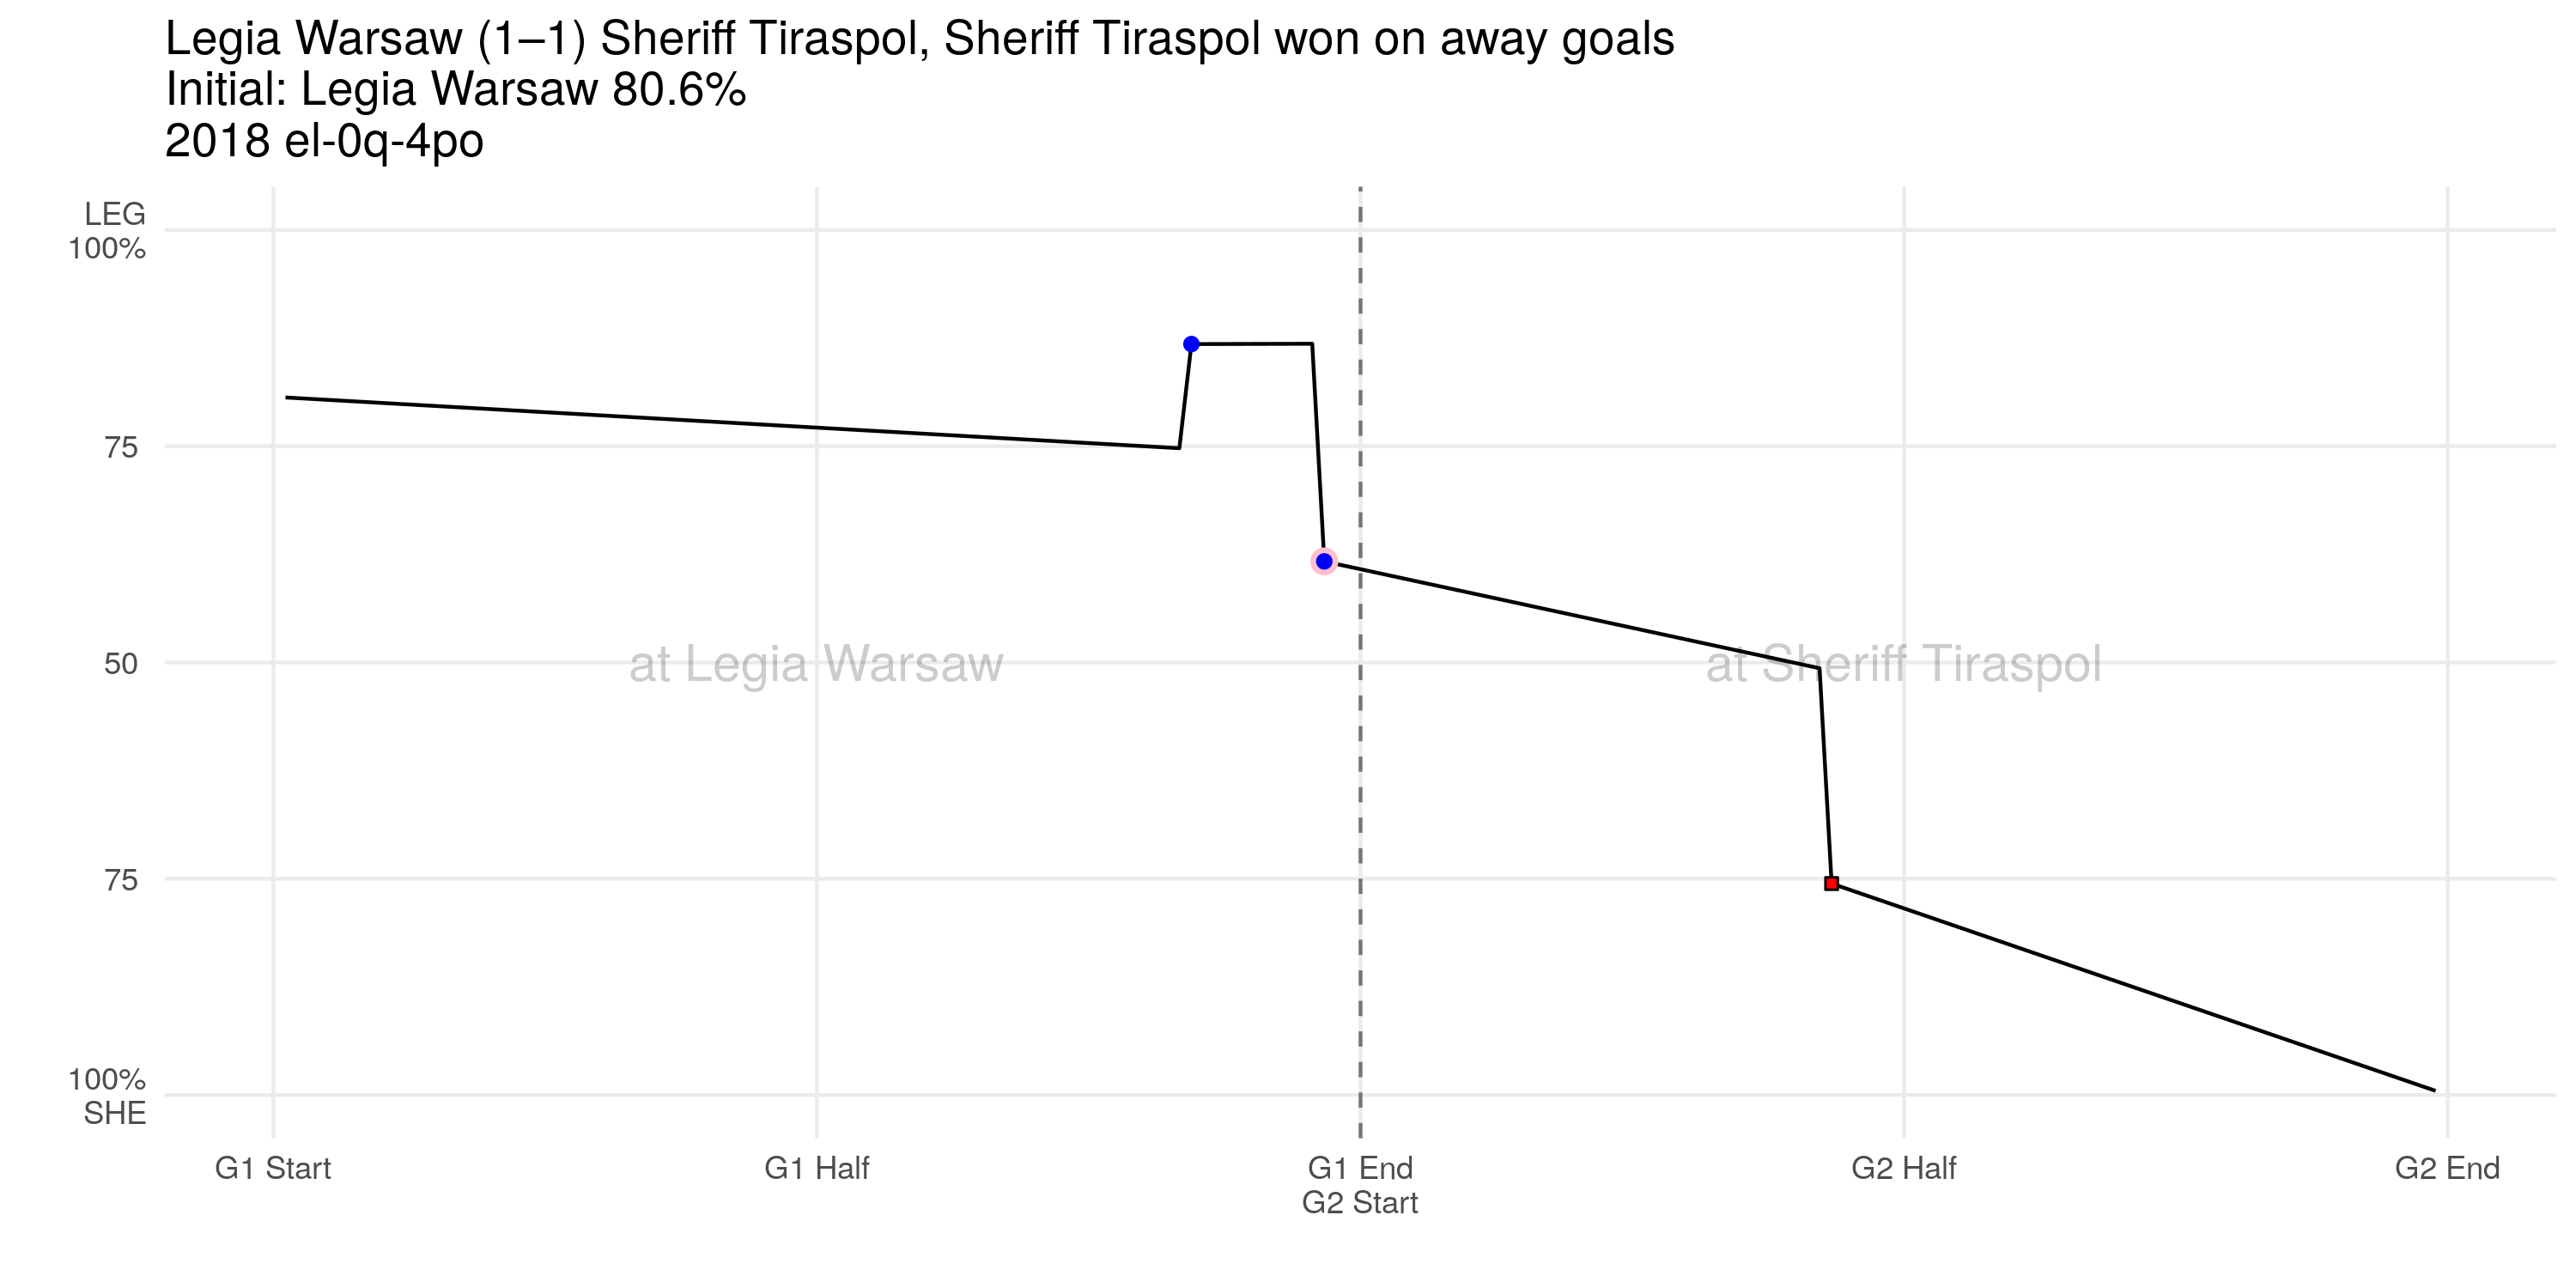 Legia Warsaw (1–1) Sheriff Tiraspol, Sheriff Tiraspol won on away goals
Initial: Legia Warsaw 80.6%
2018 el-0q-4po
LEG
100%
75
50
75
100%
SHE
at Legia Warsaw
at Sheriff Tiraspol
G1 Start
G1 Half
G1 End
G2 Start
G2 Half
G2 End